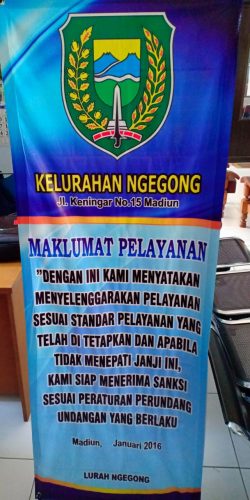 KELURAHAN NGEGONG
Jl. Keningar No.15 Madiun
MAKLUMAT PELAYANAN
"DENGAN INI KAMI MENYATAKAN
MENYELENGGARAKAN PELAYANAN
SESUAI STANDAR PELAYANAN YANG
TELAH DI TETAPKAN DAN APABILA
TIDAK MENEPATI JANJI INI,
KAMI SIAP MENERIMA SANKSI
SESUAI PERATURAN PERUNDANG
UNDANGAN YANG BERLAKU
Madiun, Januari 2016
LURAH NGEGONG